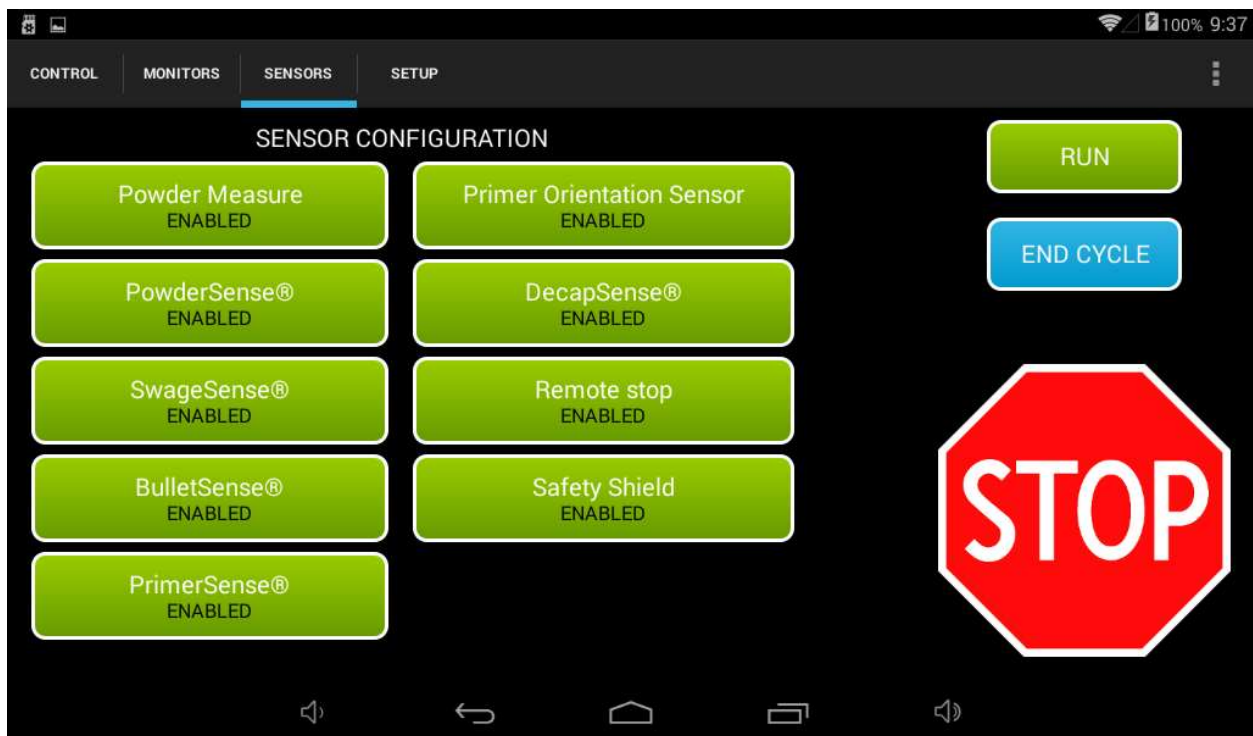 100% 9:37
CONTROL MONITORS SENSORS SETUP
SENSOR CONFIGURATION
Powder Measure
ENABLED
PowderSense®
ENABLED
SwageSense®
ENABLED
BulletSense®
ENABLED
PrimerSense®
ENABLED
Primer Orientation Sensor
ENABLED
DecapSense®
ENABLED
Remote stop
ENABLED
Safety Shield
ENABLED
RUN
END CYCLE
STOP